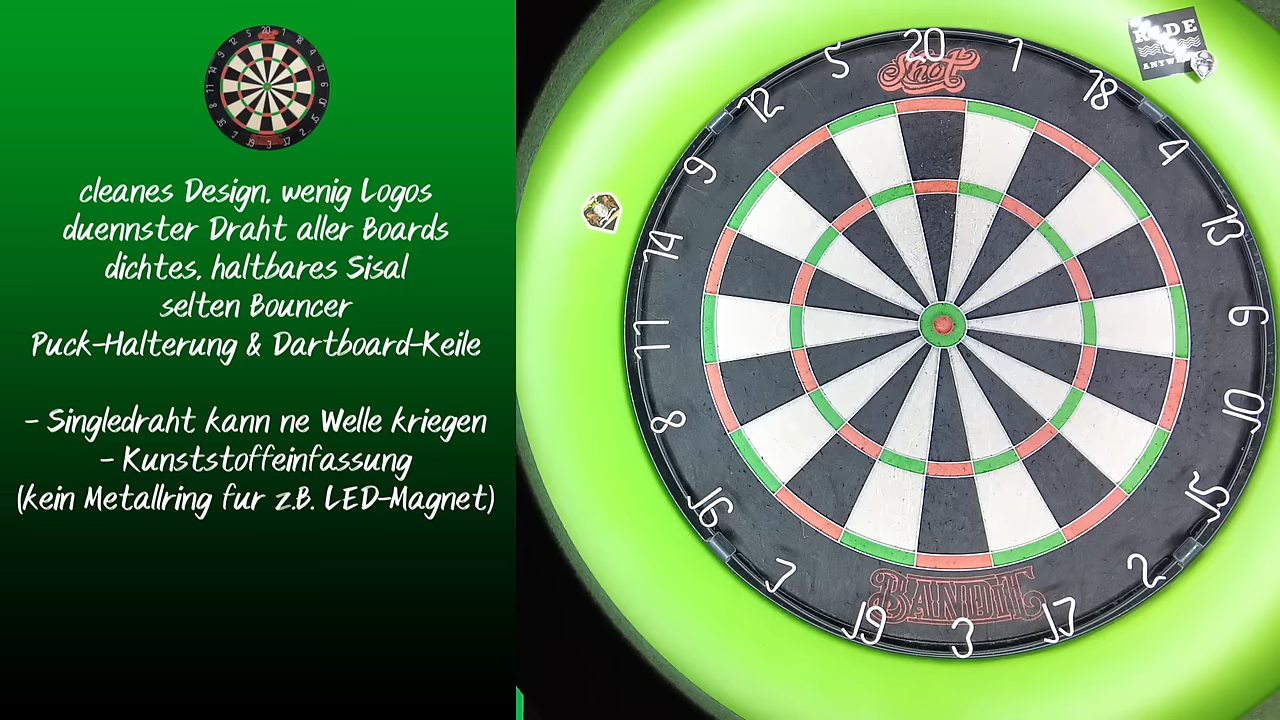 cleanes Design, wenig Logos
duennster Draht aller Boards
dichtes, haltbares Sisal
selten Bouncer
Puck-Halterung & Dartboard-Keile
- Singledraht kann ne Welle kriegen
- Kunststoffeinfassung
(kein Metallring fur z.B. LED-Magnet)
RIDE
Shot
20
1
18
4
13
6
10
15
2
17
3
19
7
16
8
11
14
9
12
5
BANDIT